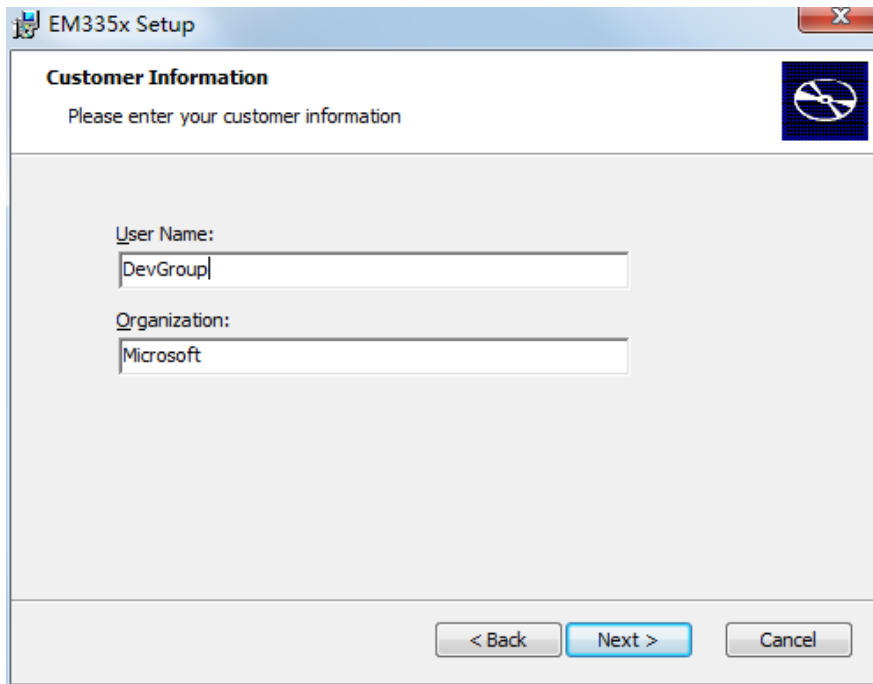 EM335x Setup
Customer Information
Please enter your customer information
User Name:
DevGroup
Organization:
Microsoft
< Back Next > Cancel